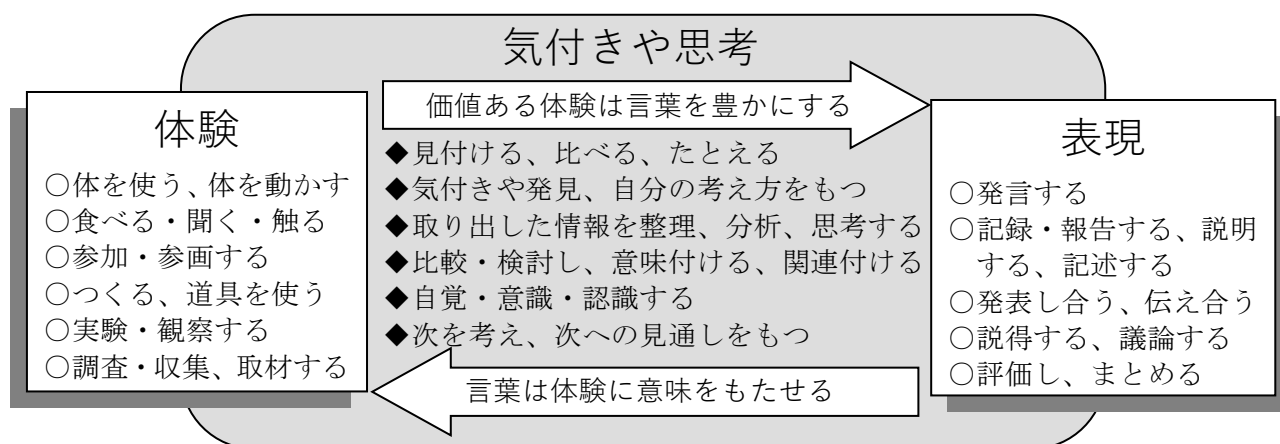 気付きや思考
体験
○体を使う、体を動かす
○食べる・聞く・触る
○参加・参画する
○つくる、道具を使う
○実験・観察する
○調査・収集、取材する
価値ある体験は言葉を豊かにする
◆見付ける、比べる、たとえる
◆気付きや発見、自分の考え方をもつ
◆取り出した情報を整理、分析、思考する
◆比較・検討し、意味付ける、関連付ける
◆自覚・意識・認識する
◆次を考え、次への見通しをもつ
言葉は体験に意味をもたせる
表現
○発言する
○記録・報告する、説明
する、記述する
○発表し合う、伝え合う
○説得する、議論する
○評価し、まとめる